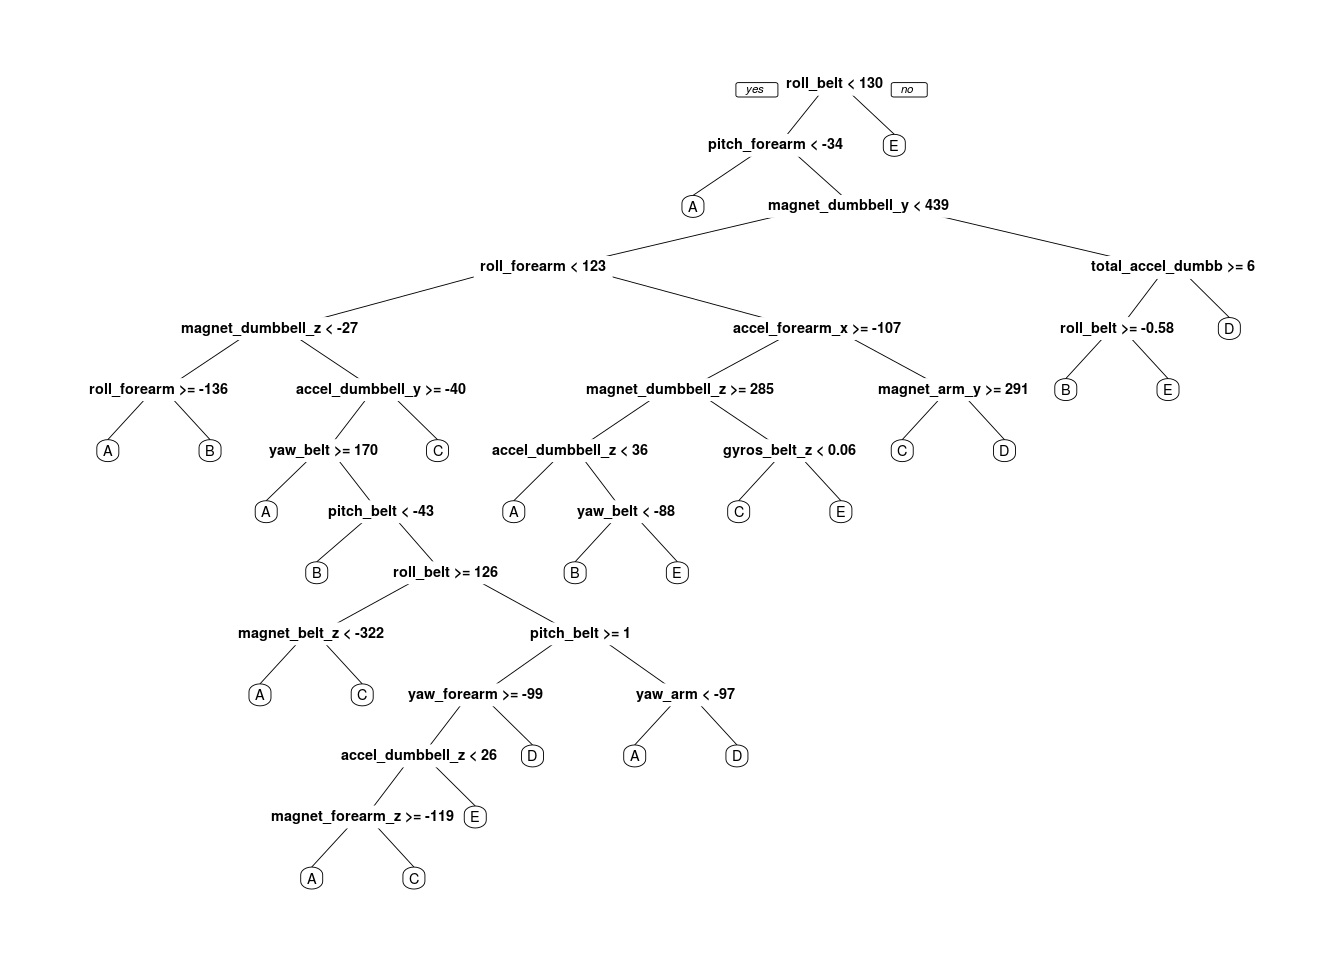 yes roll_belt < 130 no
pitch_forearm < -34 E
A magnet_dumbbell_y < 439
roll_forearm < 123 total_accel_dumbb >= 6
magnet_dumbbell_z < -27 accel_forearm_x >= -107 roll_belt >= -0.58 D
roll_forearm >= -136 accel_dumbbell_y >= -40 magnet_dumbbell_z >= 285 magnet_arm_y >= 291 B E
A B yaw_belt >= 170 C accel_dumbbell_z < 36 gyros_belt_z < 0.06 C D
A pitch_belt < -43 A yaw_belt < -88 C E
B roll_belt >= 126 B E
magnet_belt_z < -322 pitch_belt >= 1
A C yaw_forearm >= -99 yaw_arm < -97
accel_dumbbell_z < 26 D A D
magnet_forearm_z >= -119 E
A C